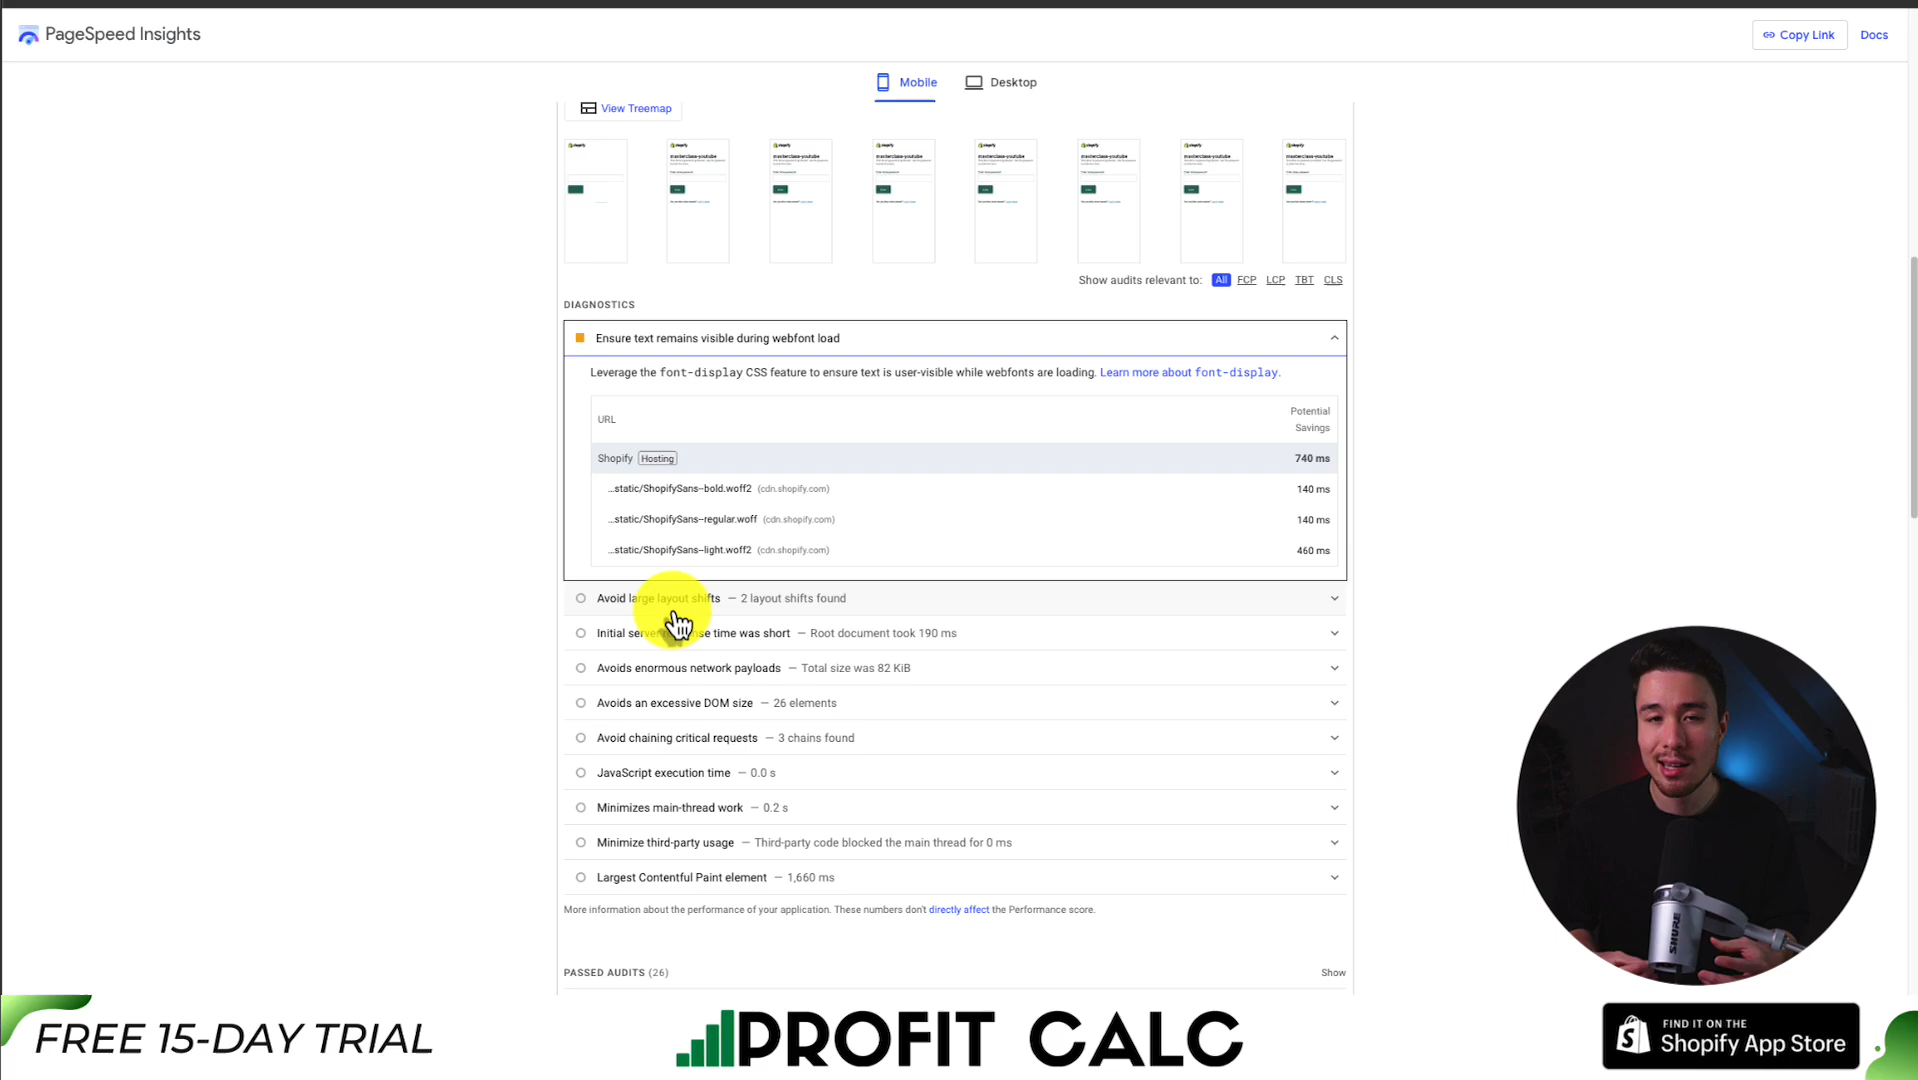 PageSpeed Insights
Copy Link
Docs
Mobile
Desktop
View Treemap
Show audits relevant to: All FCP LCP TBT CLS
DIAGNOSTICS
Ensure text remains visible during webfont load
Leverage the font-display CSS feature to ensure text is user-visible while webfonts are loading. Learn more about font-display.
URL
Potential
Savings
Shopify Hosting 740 ms
...static/ShopifySans--bold.woff2 (cdn.shopify.com) 140 ms
...static/ShopifySans--regular.woff (cdn.shopify.com) 140 ms
...static/ShopifySans--light.woff2 (cdn.shopify.com) 460 ms
Avoid large layout shifts — 2 layout shifts found
Initial time was short — Root document took 190 ms
Avoids enormous network payloads — Total size was 82 KiB
Avoids an excessive DOM size — 26 elements
Avoid chaining critical requests — 3 chains found
JavaScript execution time — 0.0 s
Minimizes main-thread work — 0.2 s
Minimize third-party usage — Third-party code blocked the main thread for 0 ms
Largest Contentful Paint element — 1,660 ms
More information about the performance of your application. These numbers don't directly affect the Performance score.
PASSED AUDITS (26)
Show
SHURE
FREE 15-DAY TRIAL
PROFIT CALC
FIND IT ON THE
Shopify App Store